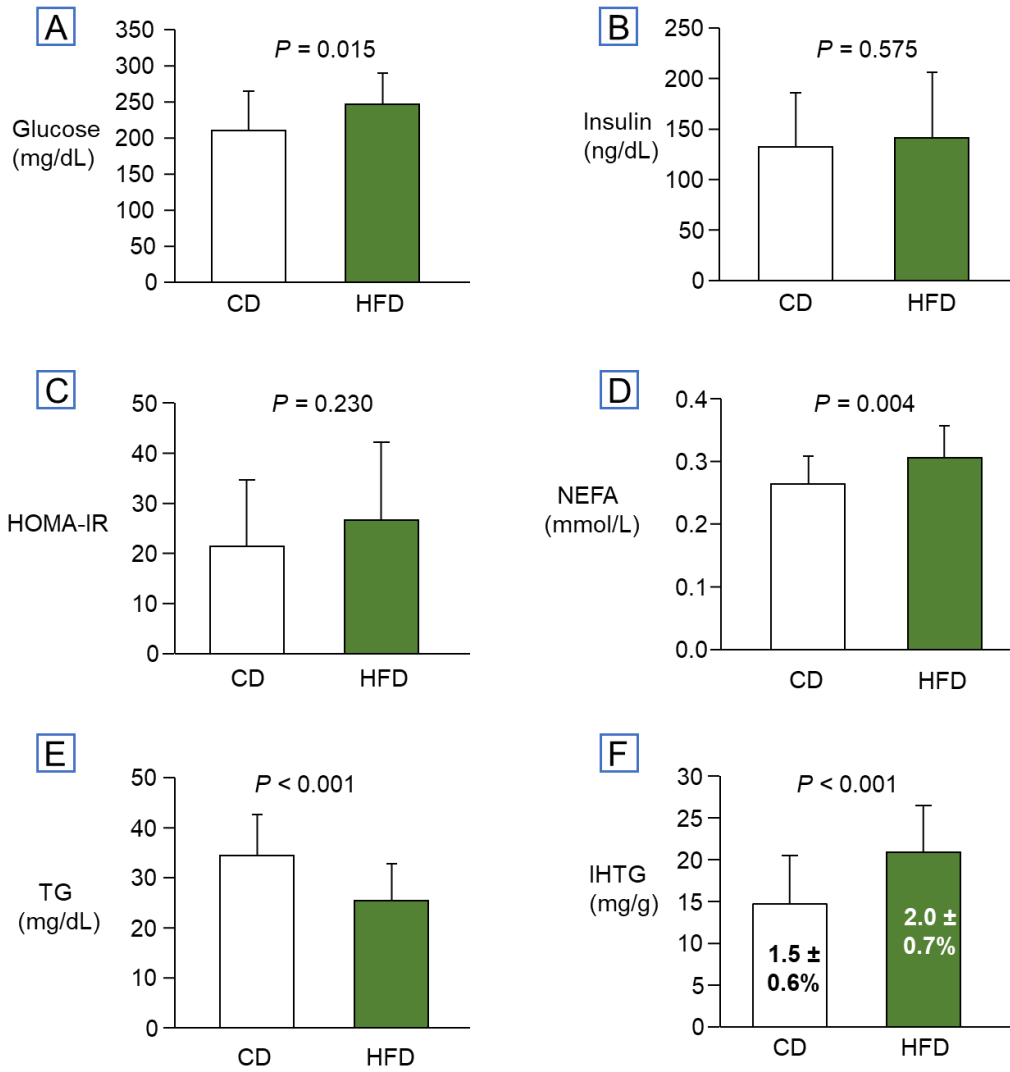 A
P = 0.015
Glucose
(mg/dL)
350
300
250
200
150
100
50
0
CD
HFD
B
P = 0.575
Insulin
(ng/dL)
250
200
150
100
50
0
CD
HFD
C
P = 0.230
HOMA-IR
50
40
30
20
10
0
CD
HFD
D
P = 0.004
NEFA
(mmol/L)
0.4
0.3
0.2
0.1
0.0
CD
HFD
E
P < 0.001
TG
(mg/dL)
50
40
30
20
10
0
CD
HFD
F
P < 0.001
IHTG
(mg/g)
30
25
20
15
10
5
0
1.5 ±
0.6%
2.0 ±
0.7%
CD
HFD